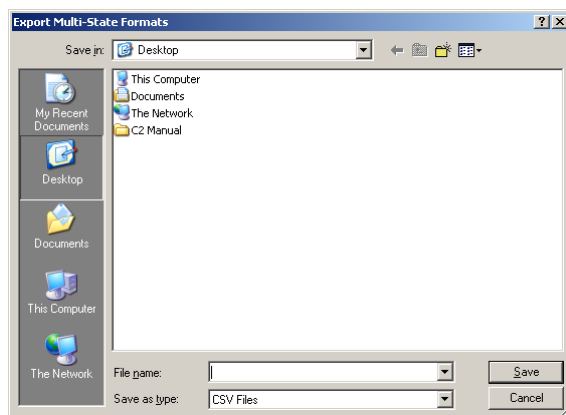 Export Multi-State Formats
Save in:
Desktop
This Computer
Documents
The Network
C2 Manual
My Recent
Documents
Desktop
Documents
This Computer
The Network
File name:
Save
Save as type:
CSV Files
Cancel